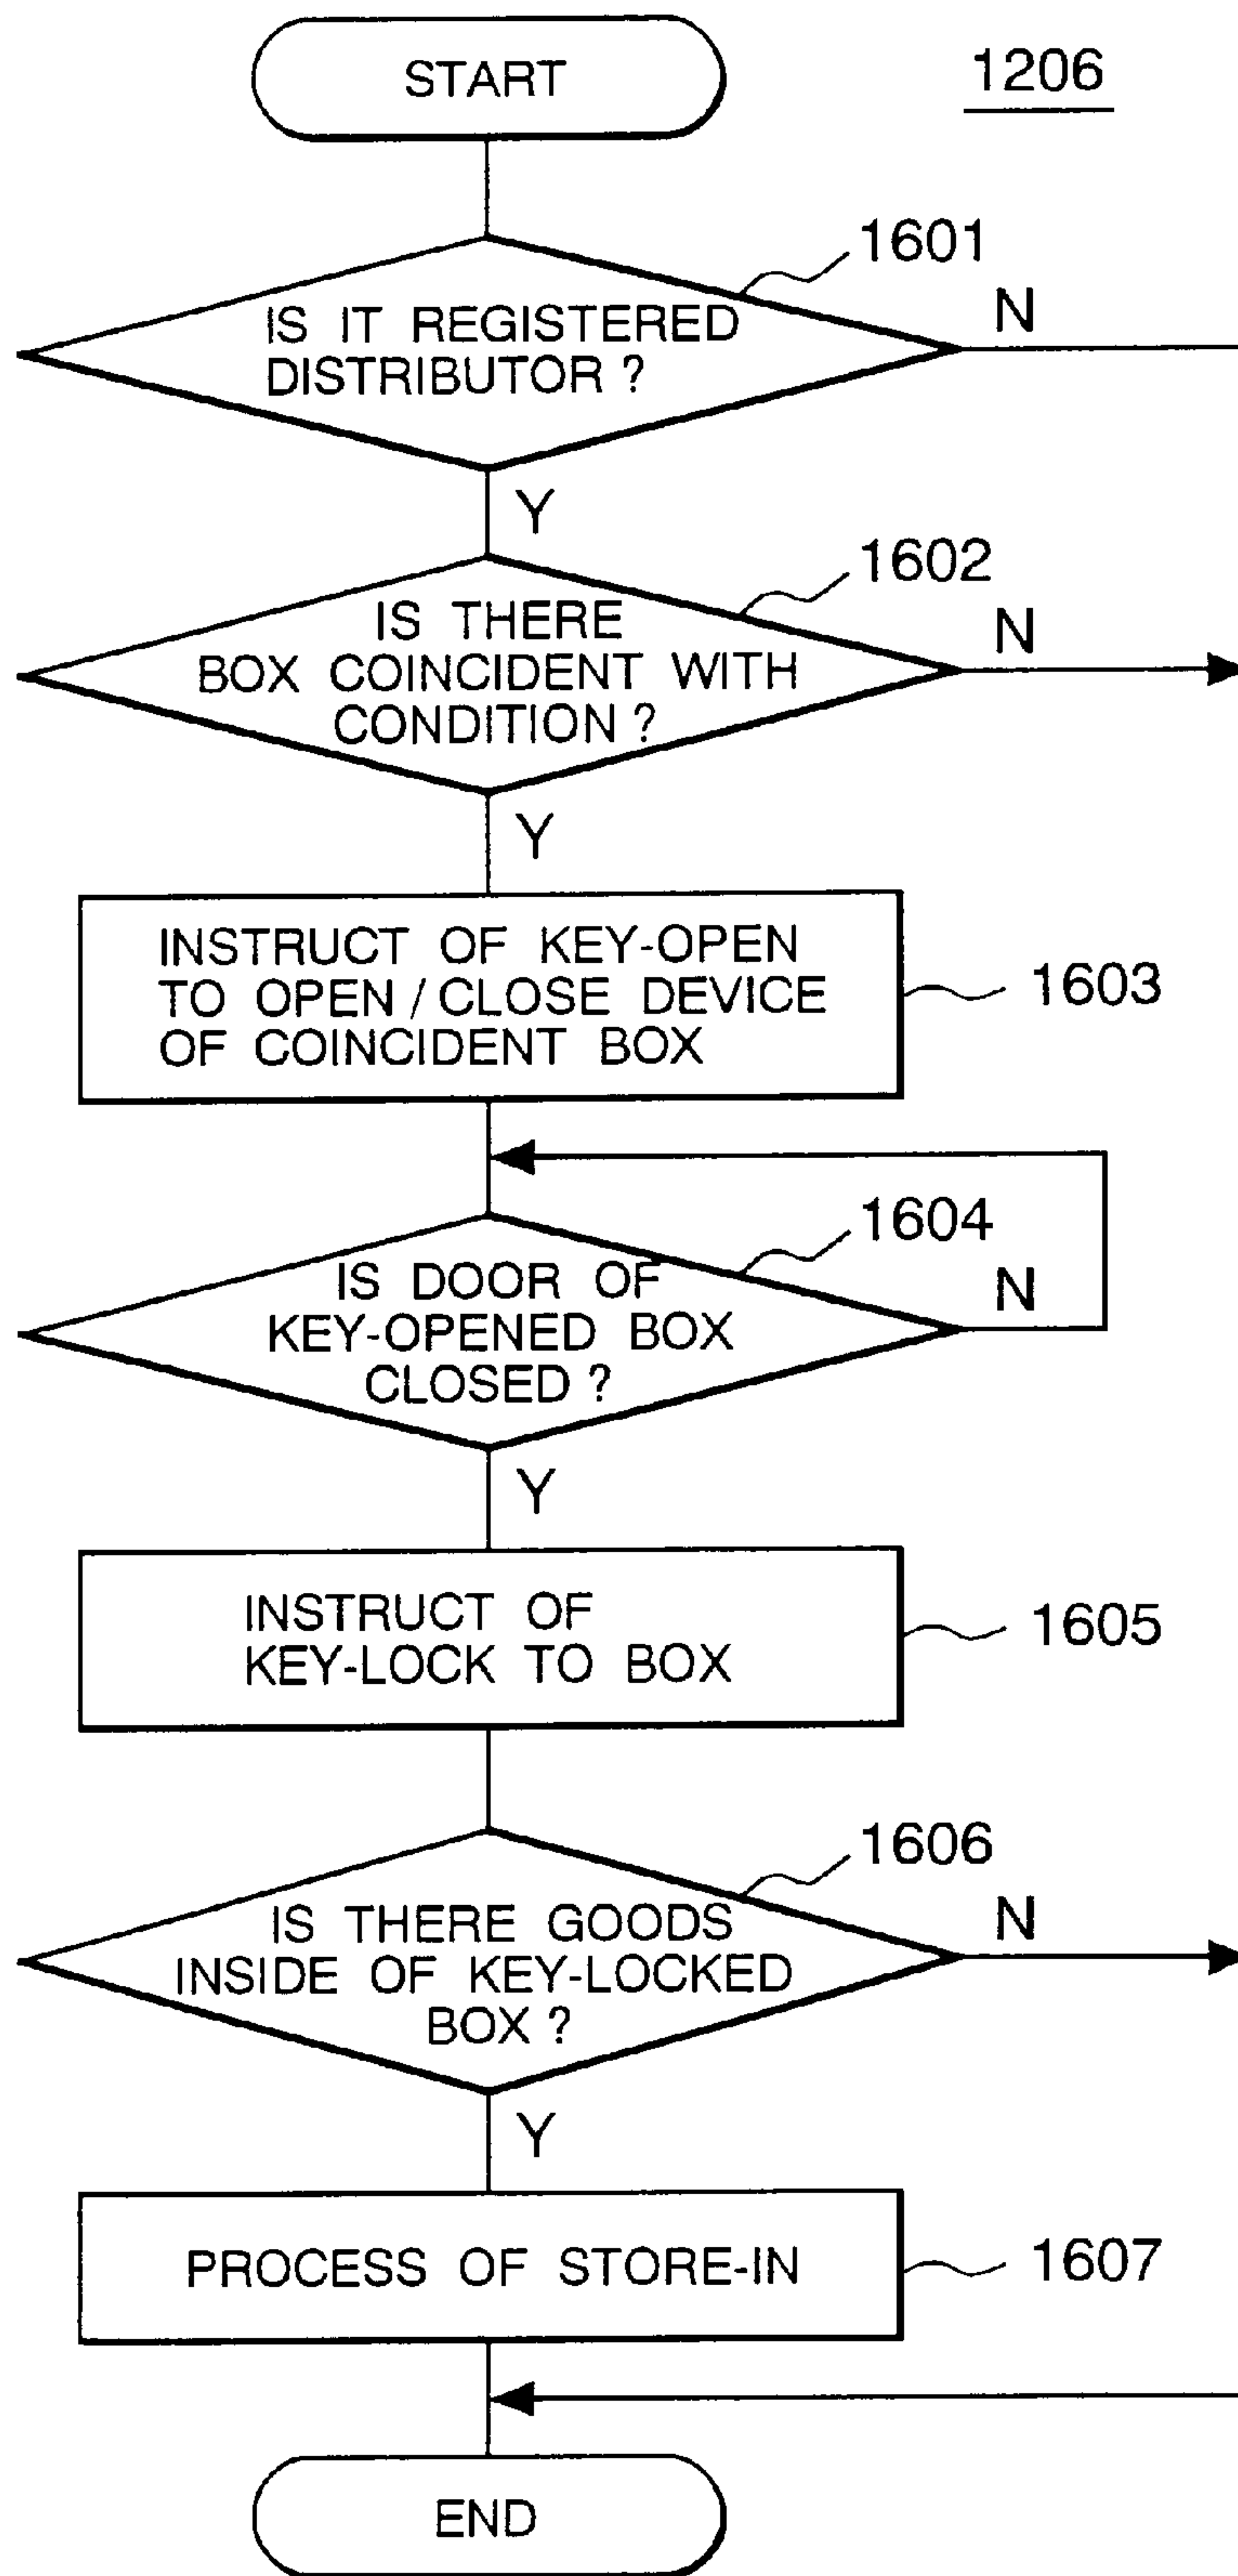 START
1206
1601
IS IT REGISTERED
DISTRIBUTOR ?
N
Y
1602
IS THERE
BOX COINCIDENT WITH
CONDITION ?
N
Y
INSTRUCT OF KEY-OPEN
TO OPEN / CLOSE DEVICE
OF COINCIDENT BOX
1603
1604
IS DOOR OF
KEY-OPENED BOX
CLOSED ?
N
Y
INSTRUCT OF
KEY-LOCK TO BOX
1605
1606
IS THERE GOODS
INSIDE OF KEY-LOCKED
BOX ?
N
Y
PROCESS OF STORE-IN
1607
END